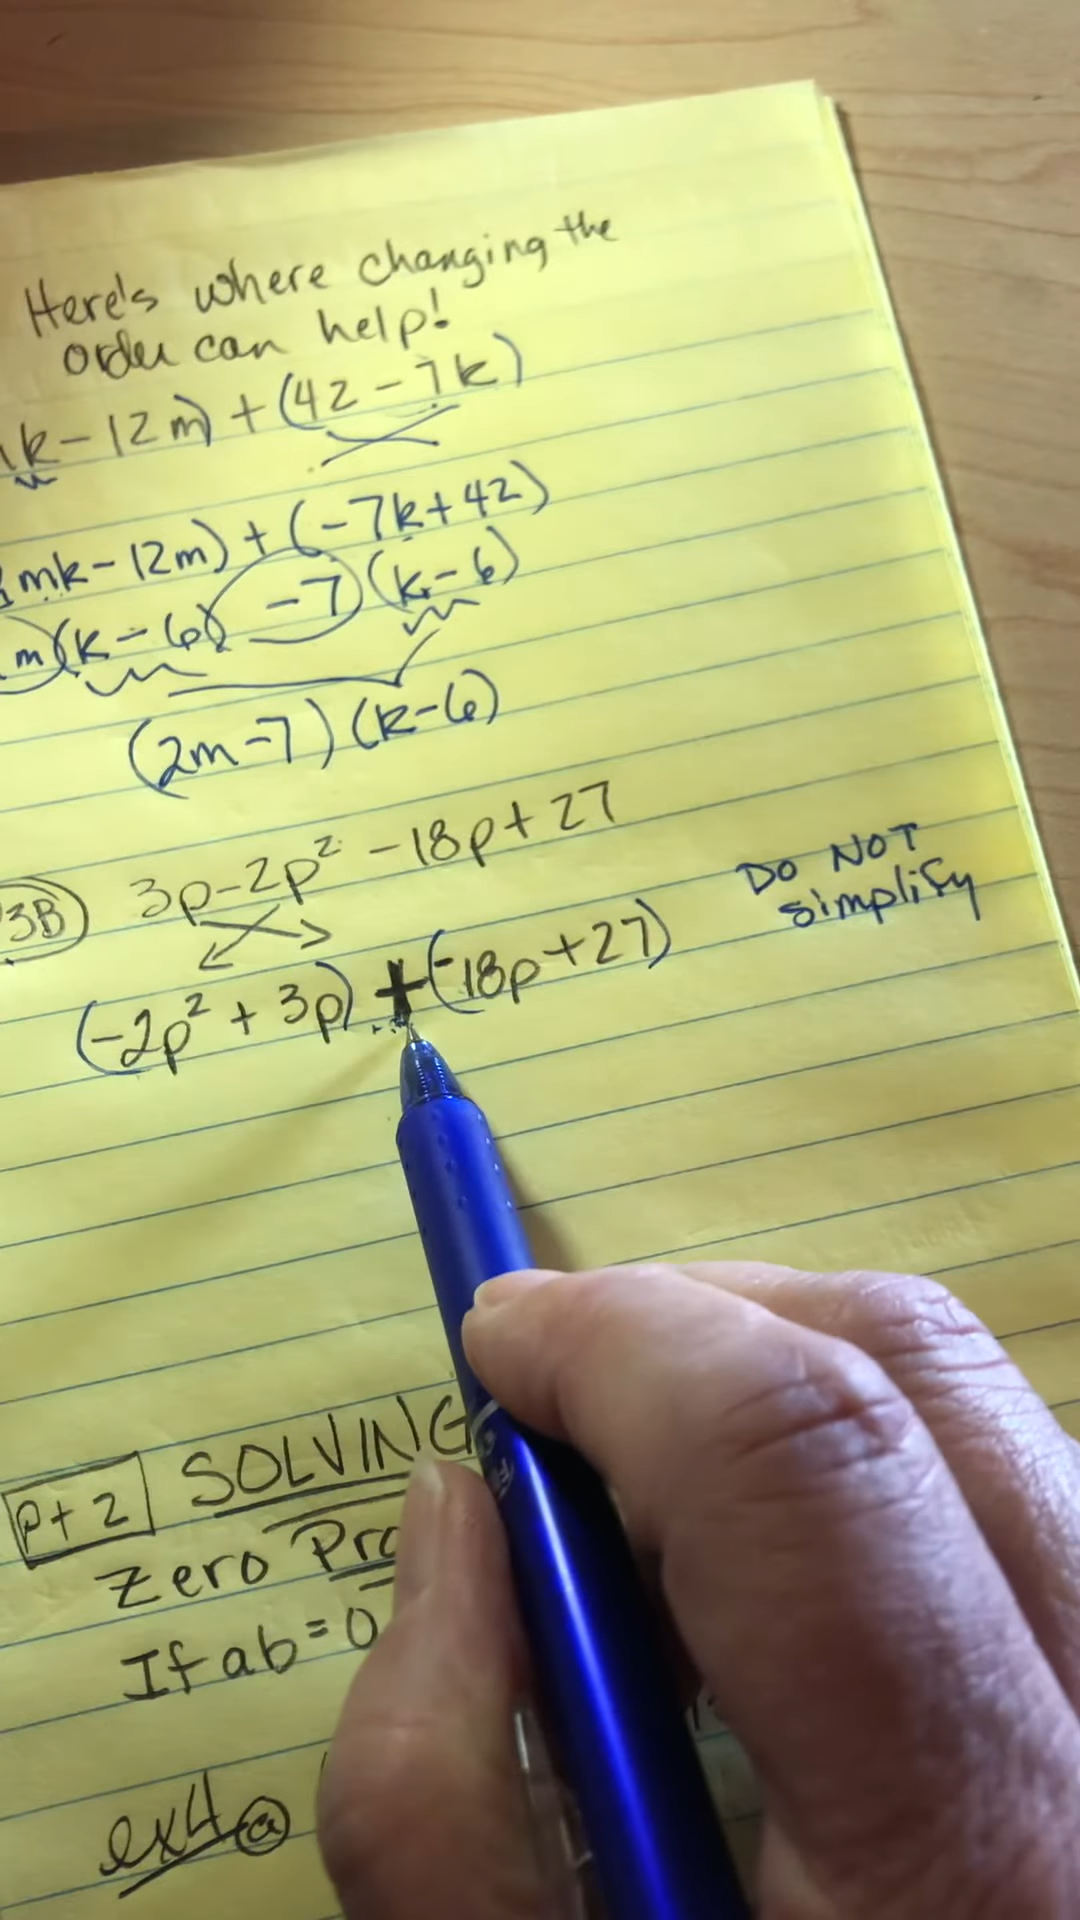 Here's where changing the
order can help!
k - 12m) + (42 - 7k)
mk - 12m) + (-7k + 42)
m(k - 6) -7(k - 6)
(2m - 7)(k - 6)
3B) 3p - 2p² - 18p + 27
DO NOT
simplify
(-2p² + 3p) + (-18p + 27)
p+2 SOLVING
Zero
If ab = 0
ex4 a